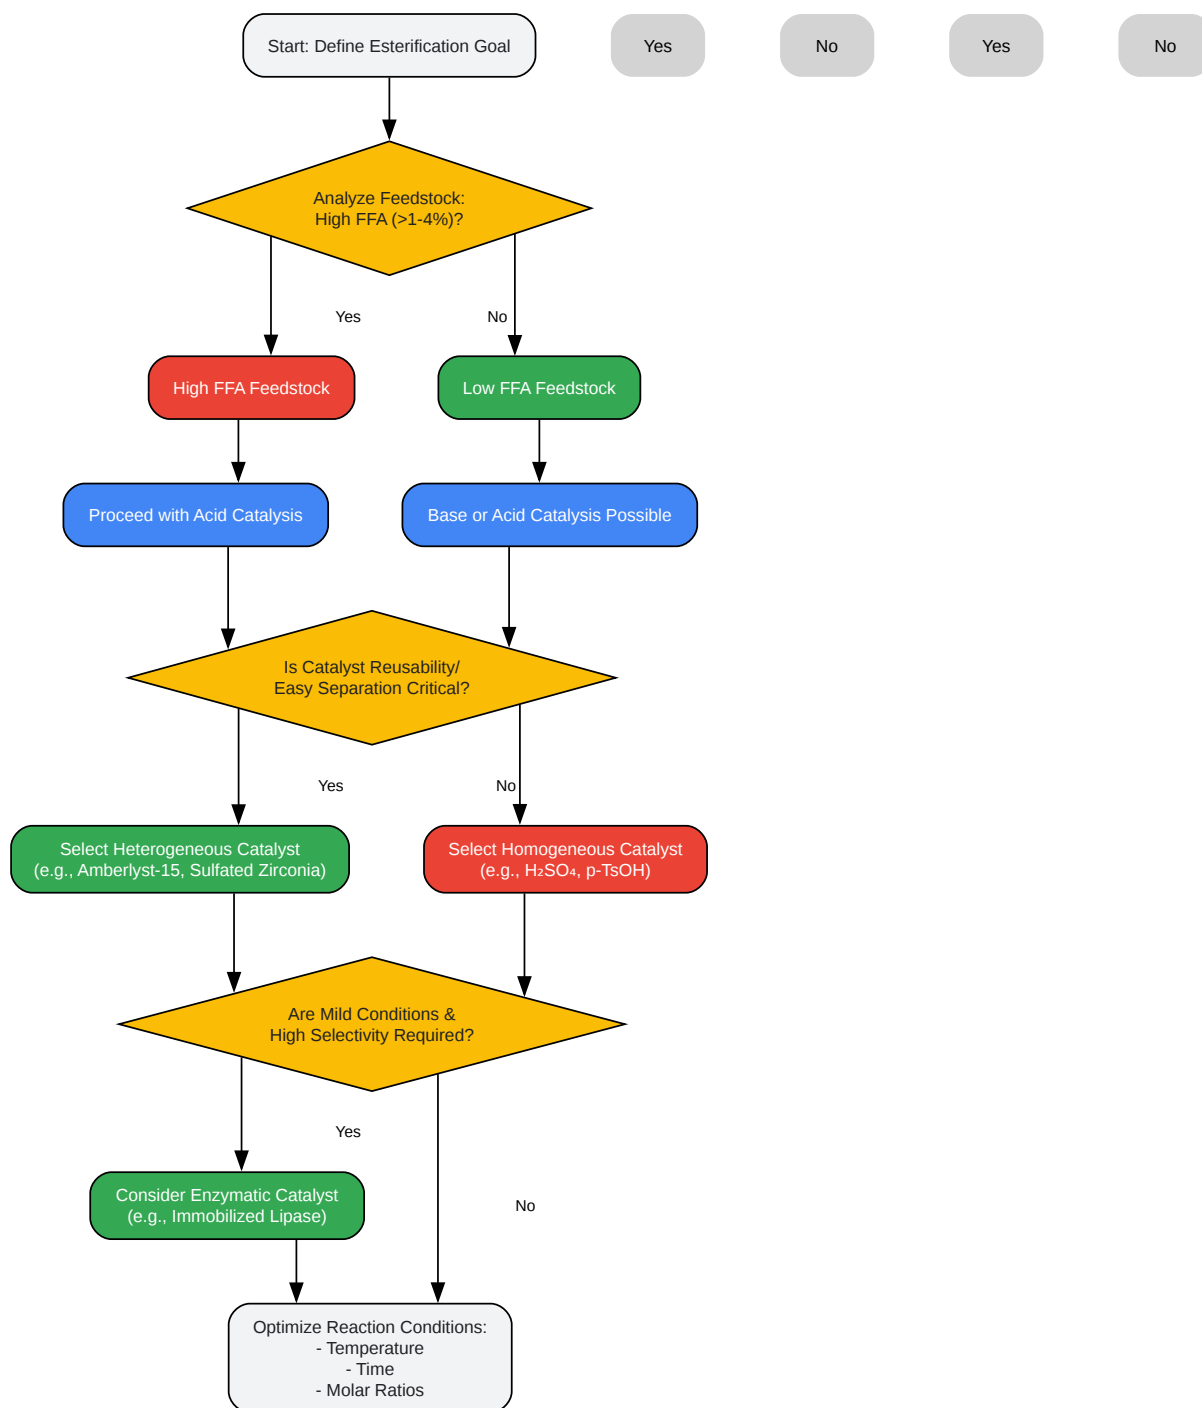 Start: Define Esterification Goal
Yes
No
Yes
No
Analyze Feedstock:
High FFA (>1-4%)?
Yes
No
High FFA Feedstock
Low FFA Feedstock
Proceed with Acid Catalysis
Base or Acid Catalysis Possible
Is Catalyst Reusability/
Easy Separation Critical?
Yes
No
Select Heterogeneous Catalyst
(e.g., Amberlyst-15, Sulfated Zirconia)
Select Homogeneous Catalyst
(e.g., H₂SO₄, p-TsOH)
Are Mild Conditions &
High Selectivity Required?
Yes
Consider Enzymatic Catalyst
(e.g., Immobilized Lipase)
No
Optimize Reaction Conditions:
- Temperature
- Time
- Molar Ratios